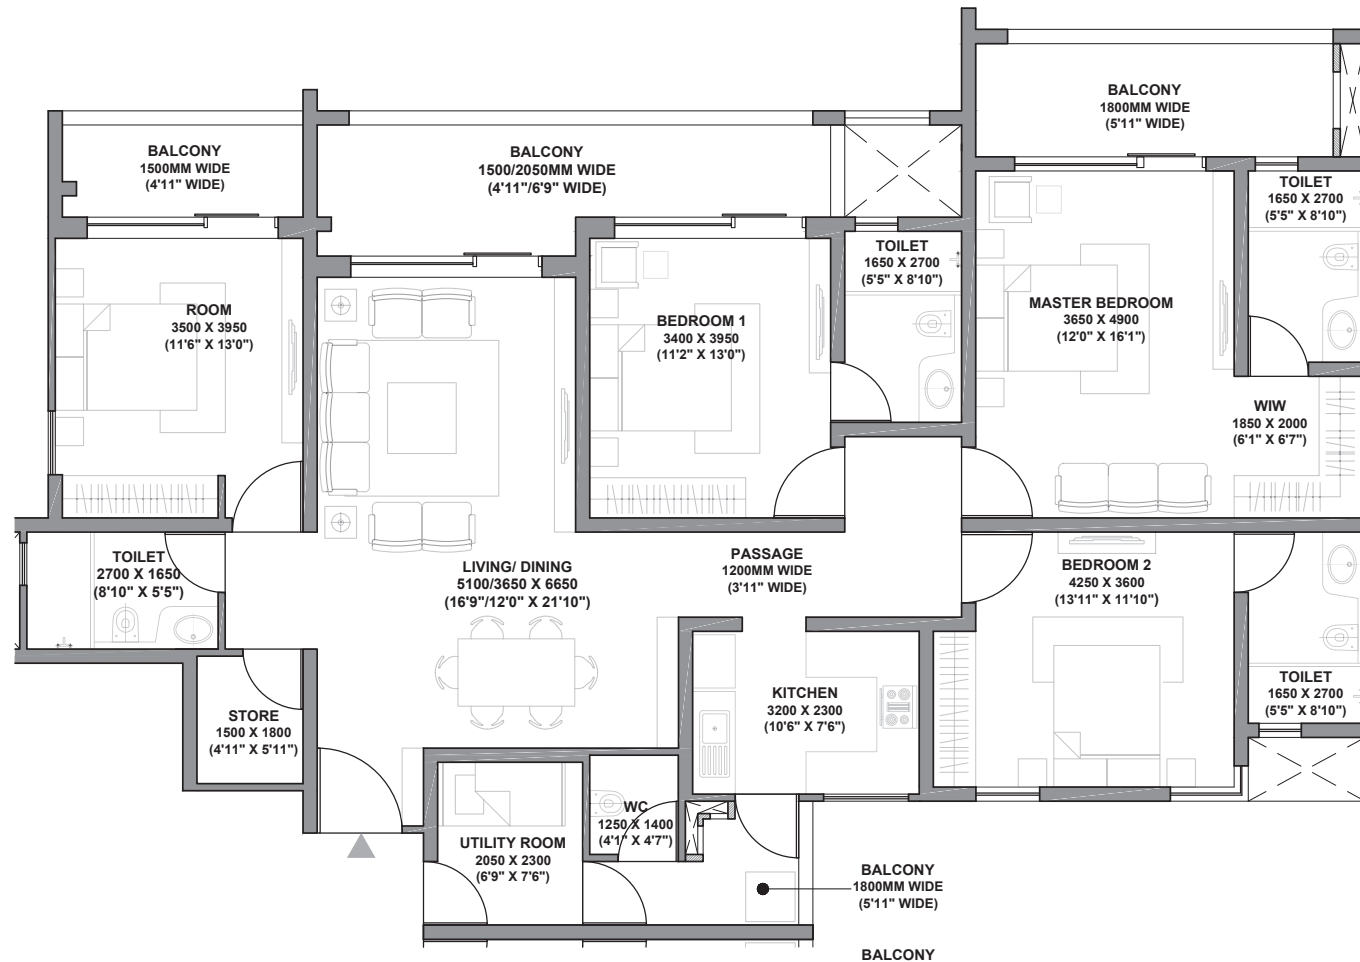 BALCONY
1800MM WIDE
(5'11" WIDE)
BALCONY
1500MM WIDE
(4'11" WIDE)
BALCONY
1500/2050MM WIDE
(4'11"/6'9" WIDE)
TOILET
1650 X 2700
(5'5" X 8'10")
TOILET
1650 X 2700
(5'5" X 8'10")
ROOM
3500 X 3950
(11'6" X 13'0")
BEDROOM 1
3400 X 3950
(11'2" X 13'0")
MASTER BEDROOM
3650 X 4900
(12'0" X 16'1")
WIW
1850 X 2000
(6'1" X 6'7")
TOILET
2700 X 1650
(8'10" X 5'5")
LIVING/ DINING
5100/3650 X 6650
(16'9"/12'0" X 21'10")
PASSAGE
1200MM WIDE
(3'11" WIDE)
BEDROOM 2
4250 X 3600
(13'11" X 11'10")
TOILET
1650 X 2700
(5'5" X 8'10")
KITCHEN
3200 X 2300
(10'6" X 7'6")
STORE
1500 X 1800
(4'11" X 5'11")
WC
1250 X 1400
(4'1" X 4'7")
UTILITY ROOM
2050 X 2300
(6'9" X 7'6")
BALCONY
1800MM WIDE
(5'11" WIDE)
BALCONY